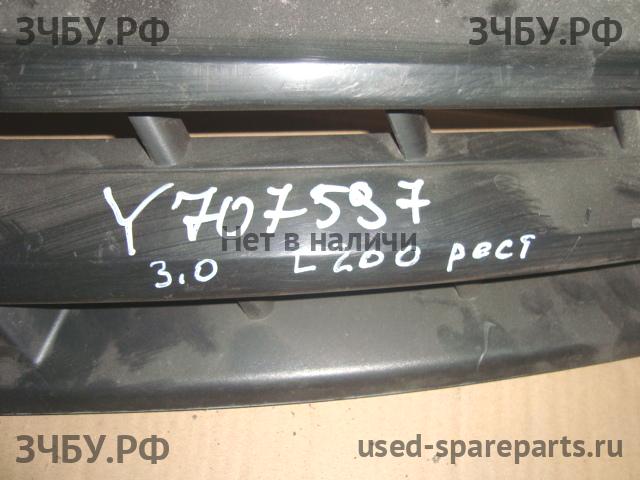 ЗЧБУ.РФ ЗЧБУ.РФ
Y707597
Нет в наличи
3.0 L200 рест
ЗЧБУ.РФ used-spareparts.ru